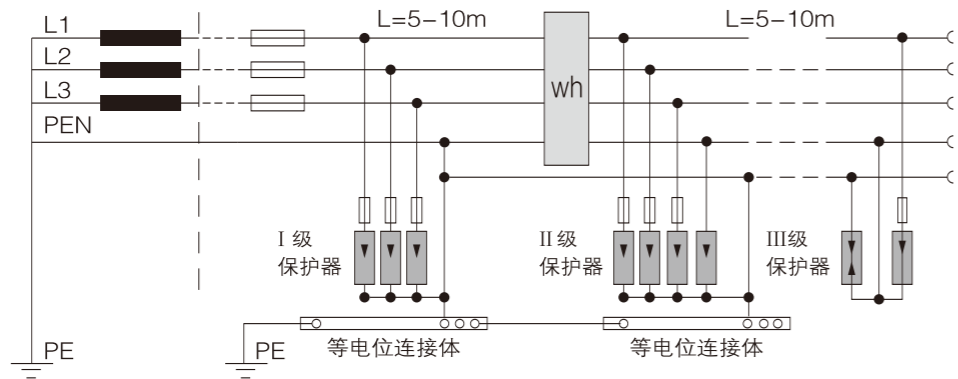 L1
L=5-10m
L=5-10m
L2
L3
wh
PEN
I 级
保护器
II 级
保护器
III级
保护器
PE
PE
等电位连接体
等电位连接体